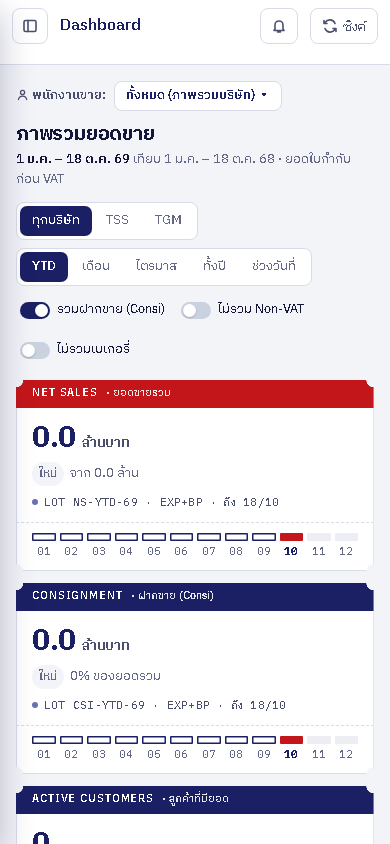 Dashboard
ซิงค์
พนักงานขาย: ทั้งหมด (ภาพรวมบริษัท)
ภาพรวมยอดขาย
1 ม.ค. – 18 ต.ค. 69 เทียบ 1 ม.ค. – 18 ต.ค. 68 · ยอดใบกำกับ
ก่อน VAT
ทุกบริษัท TSS TGM
YTD เดือน ไตรมาส ทั้งปี ช่วงวันที่
รวมฝากขาย (Consi) ไม่รวม Non-VAT
ไม่รวมเบเกอรี่
NET SALES · ยอดขายรวม
0.0 ล้านบาท
ใหม่ จาก 0.0 ล้าน
LOT NS-YTD-69 · EXP+BP · ถึง 18/10
01 02 03 04 05 06 07 08 09 10 11 12
CONSIGNMENT · ฝากขาย (Consi)
0.0 ล้านบาท
ใหม่ 0% ของยอดรวม
LOT CSI-YTD-69 · EXP+BP · ถึง 18/10
01 02 03 04 05 06 07 08 09 10 11 12
ACTIVE CUSTOMERS · ลูกค้าที่มียอด
0